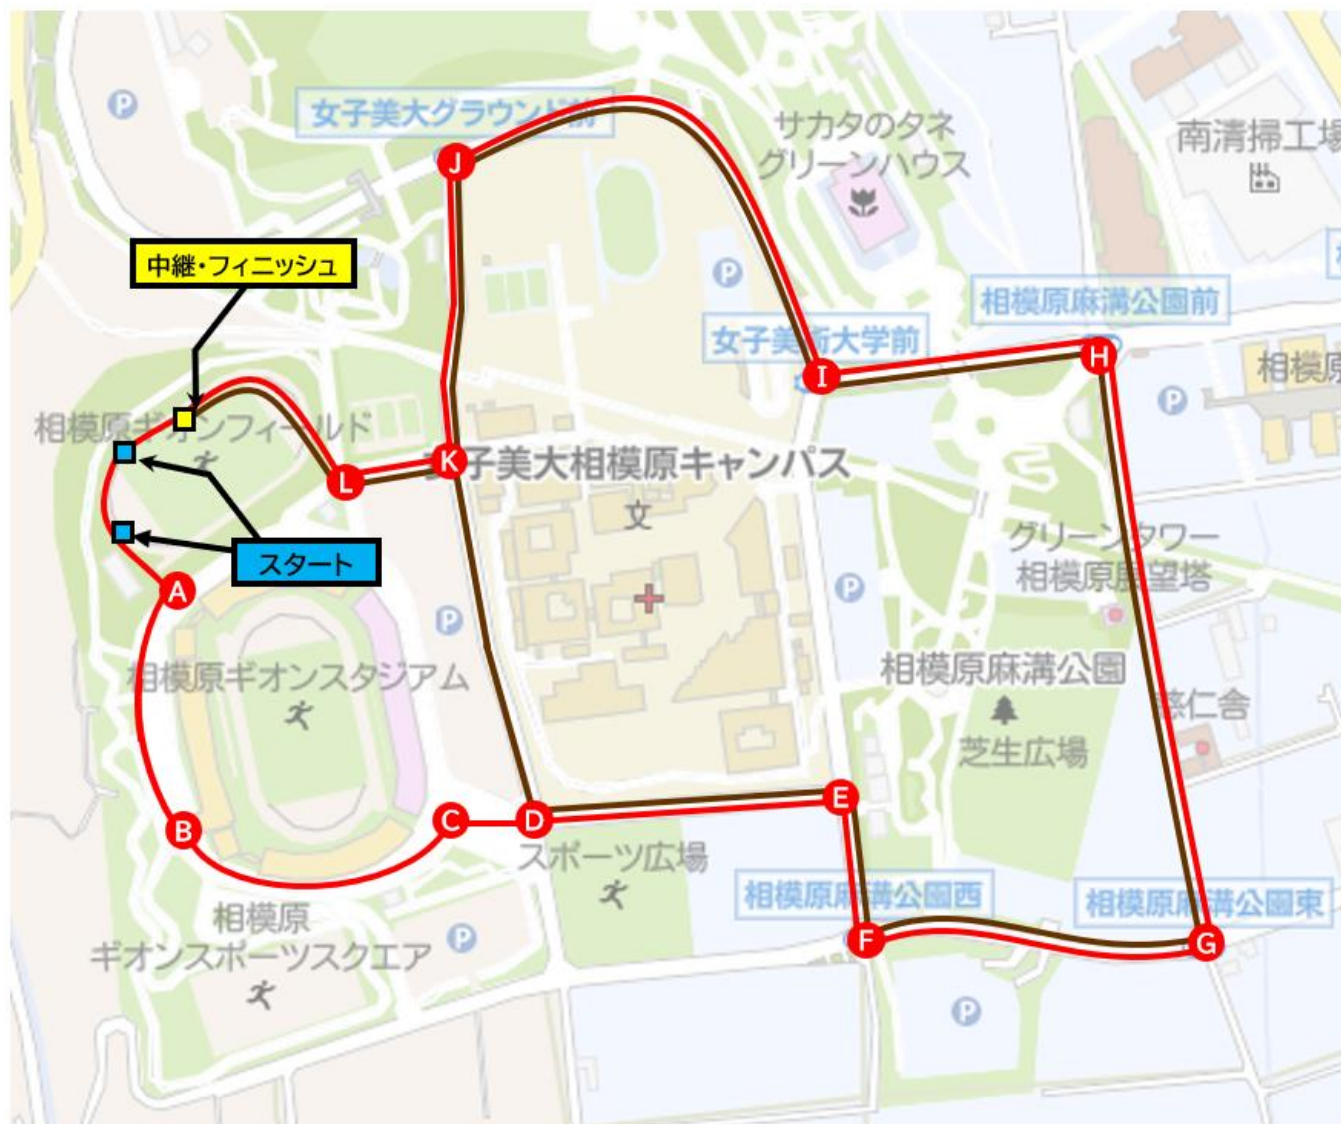 女子美大グラウンド前
サカタのタネ
グリーンハウス
南清掃工場
J
中継・フィニッシュ
相模原麻溝公園前
女子美術大学前
H
I
相模原
相模原ギオンフィールド
K
女子美大相模原キャンパス
L
文
スタート
グリーンタワー
相模原展望塔
A
相模原ギオンスタジアム
相模原麻溝公園
慈仁舎
芝生広場
E
B
C
D
スポーツ広場
相模原麻溝公園西
相模原麻溝公園東
相模原
ギオンスポーツスクエア
F
G
P
P
P
P
P
P
P